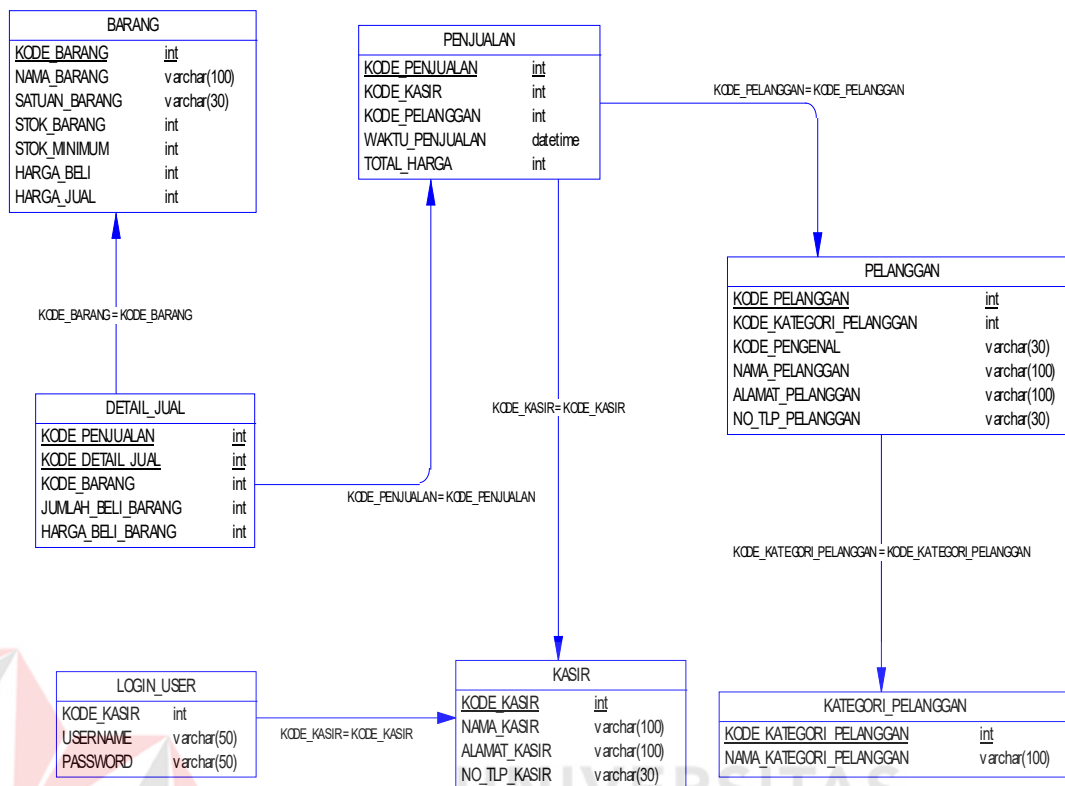 BARANG
KODE_BARANG int
NAMA_BARANG varchar(100)
SATUAN_BARANG varchar(30)
STOK_BARANG int
STOK_MINIMUM int
HARGA_BELI int
HARGA_JUAL int
PENJUALAN
KODE_PENJUALAN int
KODE_KASIR int
KODE_PELANGGAN int
WAKTU_PENJUALAN datetime
TOTAL_HARGA int
KODE_PELANGGAN = KODE_PELANGGAN
PELANGGAN
KODE_PELANGGAN int
KODE_KATEGORI_PELANGGAN int
KODE_PENGENAL varchar(30)
NAMA_PELANGGAN varchar(100)
ALAMAT_PELANGGAN varchar(100)
NO_TLP_PELANGGAN varchar(30)
KODE_BARANG = KODE_BARANG
DETAIL_JUAL
KODE_PENJUALAN int
KODE_DETAIL_JUAL int
KODE_BARANG int
JUMLAH_BELI_BARANG int
HARGA_BELI_BARANG int
KODE_KASIR = KODE_KASIR
KODE_PENJUALAN = KODE_PENJUALAN
KODE_KATEGORI_PELANGGAN = KODE_KATEGORI_PELANGGAN
LOGIN_USER
KODE_KASIR int
USERNAME varchar(50)
PASSWORD varchar(50)
KODE_KASIR = KODE_KASIR
KASIR
KODE_KASIR int
NAMA_KASIR varchar(100)
ALAMAT_KASIR varchar(100)
NO_TLP_KASIR varchar(30)
KATEGORI_PELANGGAN
KODE_KATEGORI_PELANGGAN int
NAMA_KATEGORI_PELANGGAN varchar(100)
UNIVERSITAS